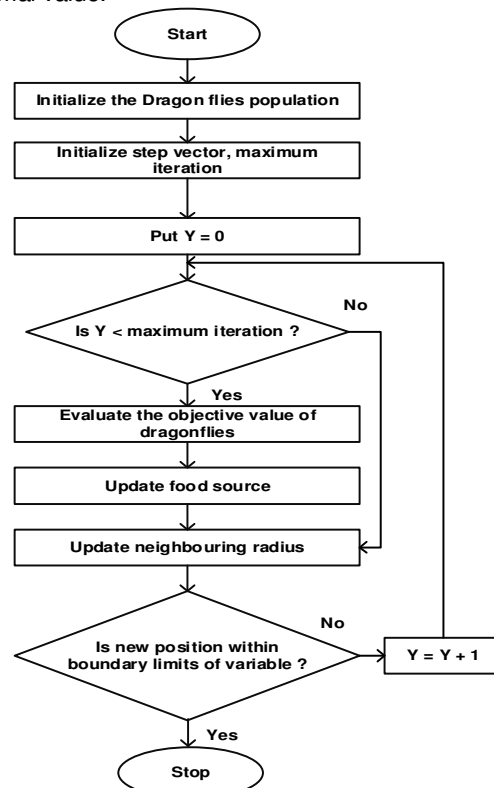 mal value.
Start
Initialize the Dragon flies population
Initialize step vector, maximum
iteration
Put Y = 0
No
Is Y < maximum iteration ?
Yes
Evaluate the objective value of
dragonflies
Update food source
Update neighbouring radius
No
Is new position within
boundary limits of variable ?
Y = Y + 1
Yes
Stop